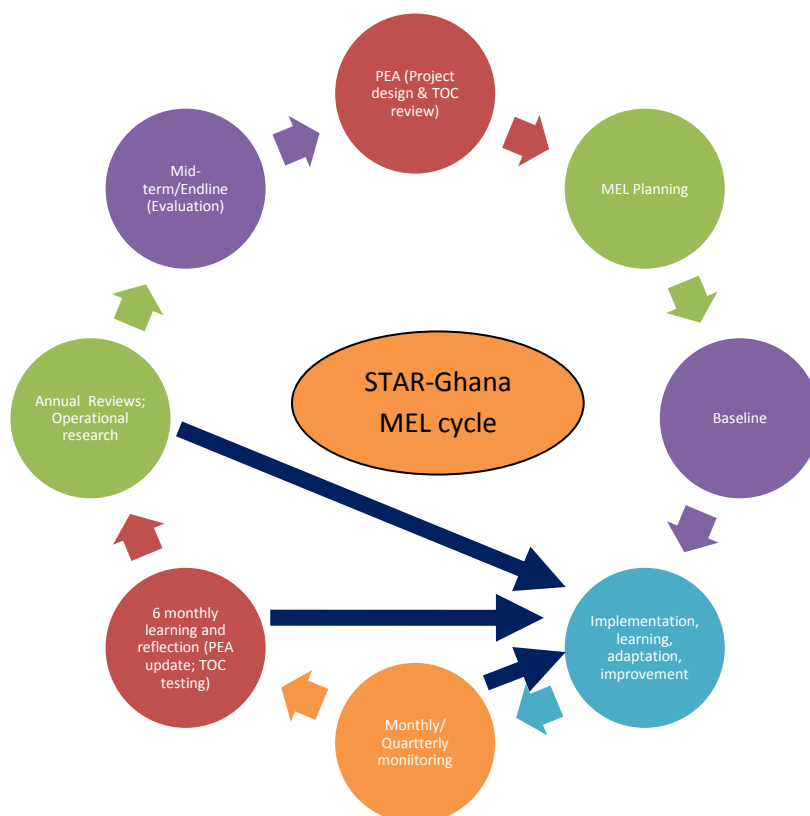 PEA (Project
design & TOC
review)
MEL Planning
Baseline
Implementation,
learning,
adaptation,
improvement
Monthly/
Quartterly
moniitoring
6 monthly
learning and
reflection (PEA
update; TOC
testing)
Annual Reviews;
Operational
research
Mid-
term/Endline
(Evaluation)
STAR-Ghana
MEL cycle